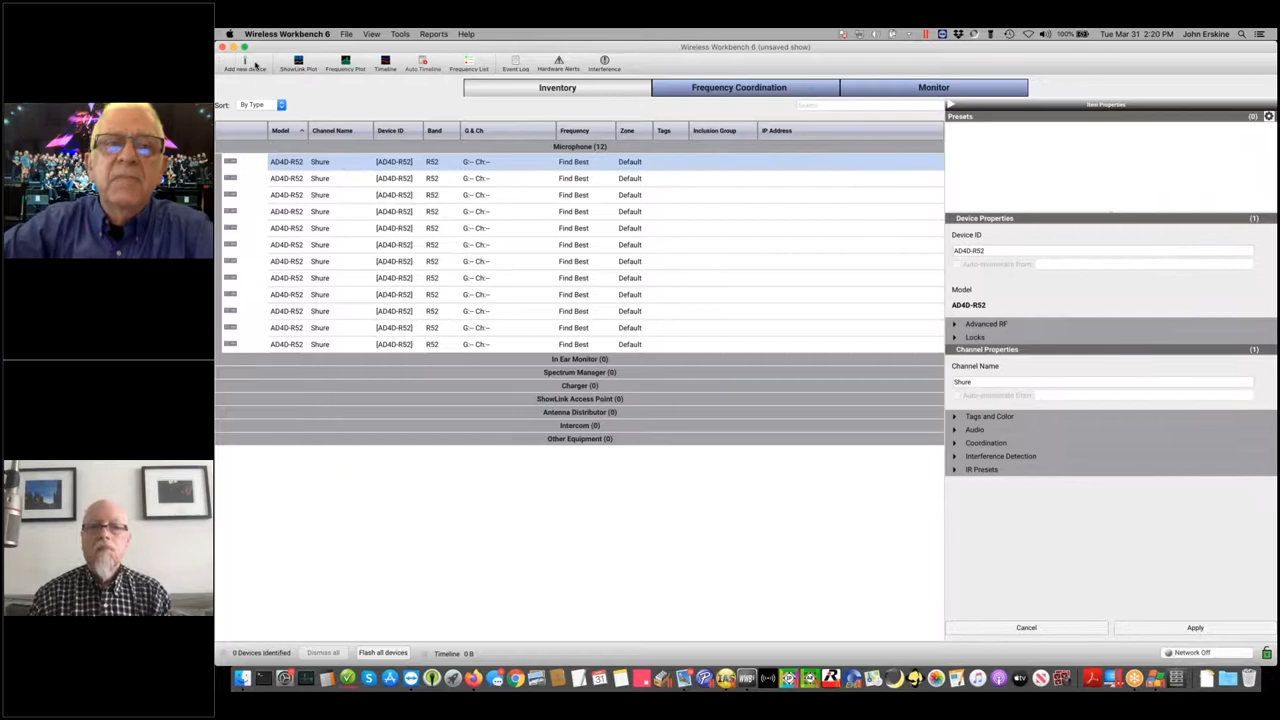 Wireless Workbench 6 File View Tools Reports Help 100% Tue Mar 31 2:20 PM John Erskine
Wireless Workbench 6 (unsaved show)
Add new device ShowLink Plot Frequency Plot Timeline Auto Timeline Frequency List Event Log Hardware Alerts Interference
Inventory Frequency Coordination Monitor
Sort: By Type Search Item Properties
Presets (0)
Model Channel Name Device ID Band G & Ch Frequency Zone Tags Inclusion Group IP Address
Microphone (12)
AD4D-R52 Shure [AD4D-R52] R52 G:-- Ch:-- Find Best Default
AD4D-R52 Shure [AD4D-R52] R52 G:-- Ch:-- Find Best Default
AD4D-R52 Shure [AD4D-R52] R52 G:-- Ch:-- Find Best Default
AD4D-R52 Shure [AD4D-R52] R52 G:-- Ch:-- Find Best Default
AD4D-R52 Shure [AD4D-R52] R52 G:-- Ch:-- Find Best Default
AD4D-R52 Shure [AD4D-R52] R52 G:-- Ch:-- Find Best Default
AD4D-R52 Shure [AD4D-R52] R52 G:-- Ch:-- Find Best Default
AD4D-R52 Shure [AD4D-R52] R52 G:-- Ch:-- Find Best Default
AD4D-R52 Shure [AD4D-R52] R52 G:-- Ch:-- Find Best Default
AD4D-R52 Shure [AD4D-R52] R52 G:-- Ch:-- Find Best Default
AD4D-R52 Shure [AD4D-R52] R52 G:-- Ch:-- Find Best Default
AD4D-R52 Shure [AD4D-R52] R52 G:-- Ch:-- Find Best Default
In Ear Monitor (0)
Spectrum Manager (0)
Charger (0)
ShowLink Access Point (0)
Antenna Distributor (0)
Intercom (0)
Other Equipment (0)
Device Properties (1)
Device ID
AD4D-R52
Auto-enumerate from:
Model
AD4D-R52
Advanced RF
Locks
Channel Properties (1)
Channel Name
Shure
Auto-enumerate from:
Tags and Color
Audio
Coordination
Interference Detection
IR Presets
Cancel Apply
0 Devices Identified Dismiss all Flash all devices Timeline 0 B Network Off